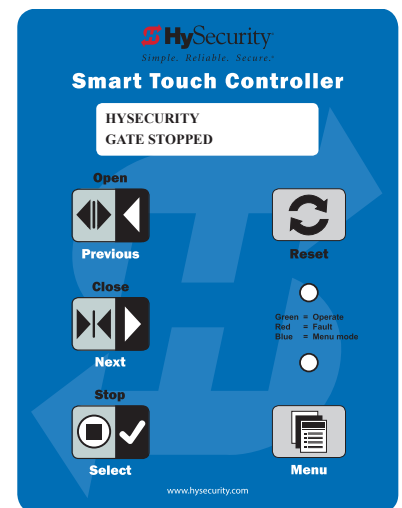 HySecurity
Simple. Reliable. Secure.
Smart Touch Controller
HYSECURITY
GATE STOPPED
Open
Previous
Reset
Close
Next
Green = Operate
Red = Fault
Blue = Menu mode
Stop
Select
Menu
www.hysecurity.com